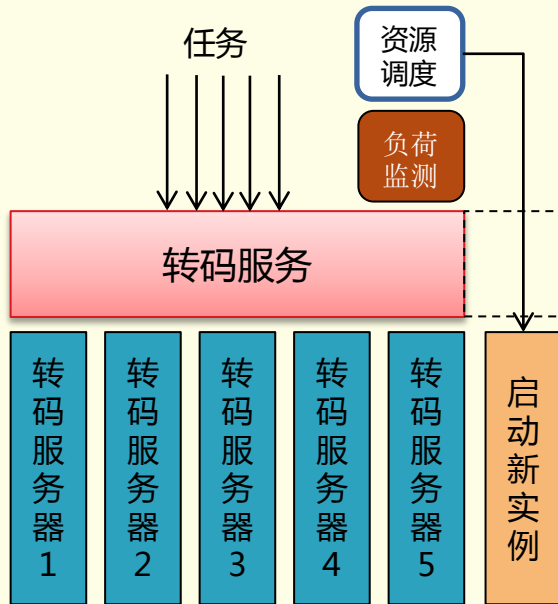 任务
资源
调度
负荷
监测
转码服务
转码服务器1
转码服务器2
转码服务器3
转码服务器4
转码服务器5
启动新实例